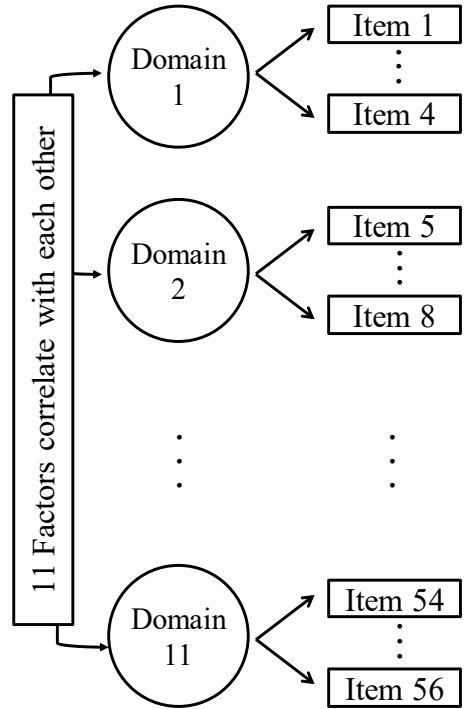 11 Factors correlate with each other
Domain
1
Item 1
Item 4
Domain
2
Item 5
Item 8
Domain
11
Item 54
Item 56